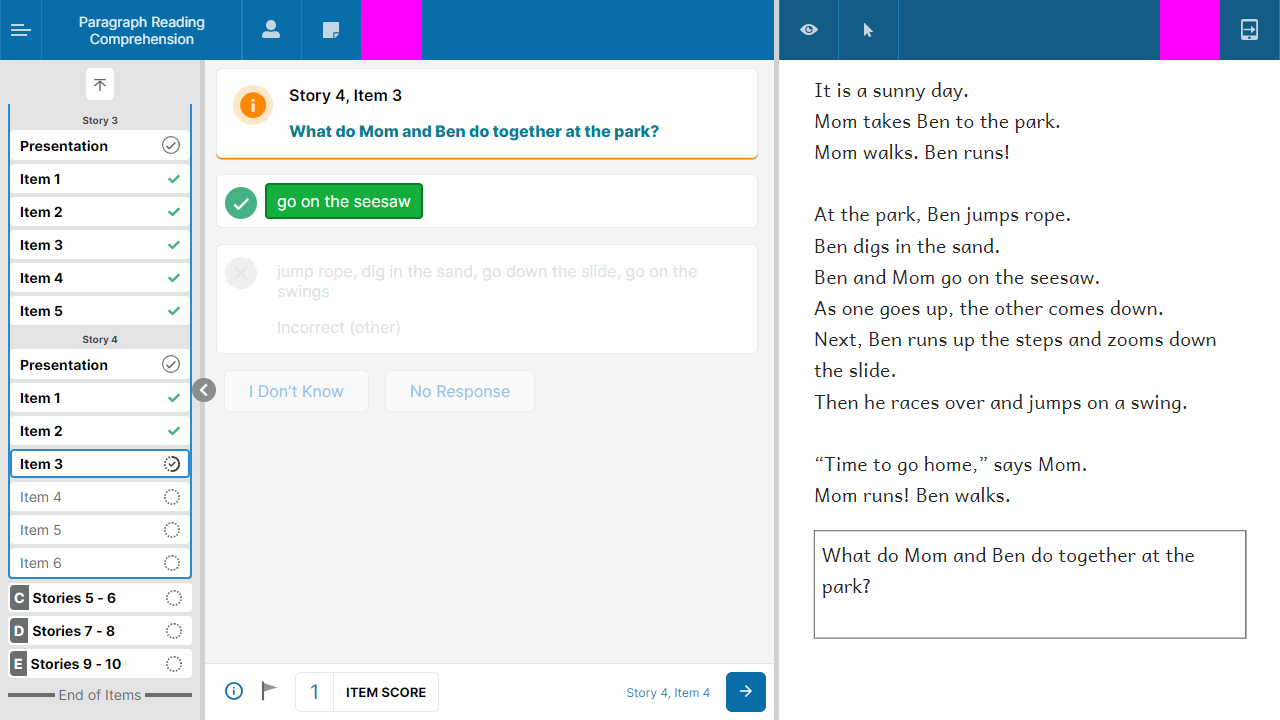 Paragraph Reading
Comprehension
Story 3
Presentation
Item 1
Item 2
Item 3
Item 4
Item 5
Story 4
Presentation
Item 1
Item 2
Item 3
Item 4
Item 5
Item 6
C Stories 5 - 6
D Stories 7 - 8
E Stories 9 - 10
End of Items
Story 4, Item 3
What do Mom and Ben do together at the park?
go on the seesaw
jump rope, dig in the sand, go down the slide, go on the
swings
Incorrect (other)
I Don’t Know
No Response
1 ITEM SCORE
Story 4, Item 4
It is a sunny day.
Mom takes Ben to the park.
Mom walks. Ben runs!
At the park, Ben jumps rope.
Ben digs in the sand.
Ben and Mom go on the seesaw.
As one goes up, the other comes down.
Next, Ben runs up the steps and zooms down
the slide.
Then he races over and jumps on a swing.
“Time to go home,” says Mom.
Mom runs! Ben walks.
What do Mom and Ben do together at the
park?